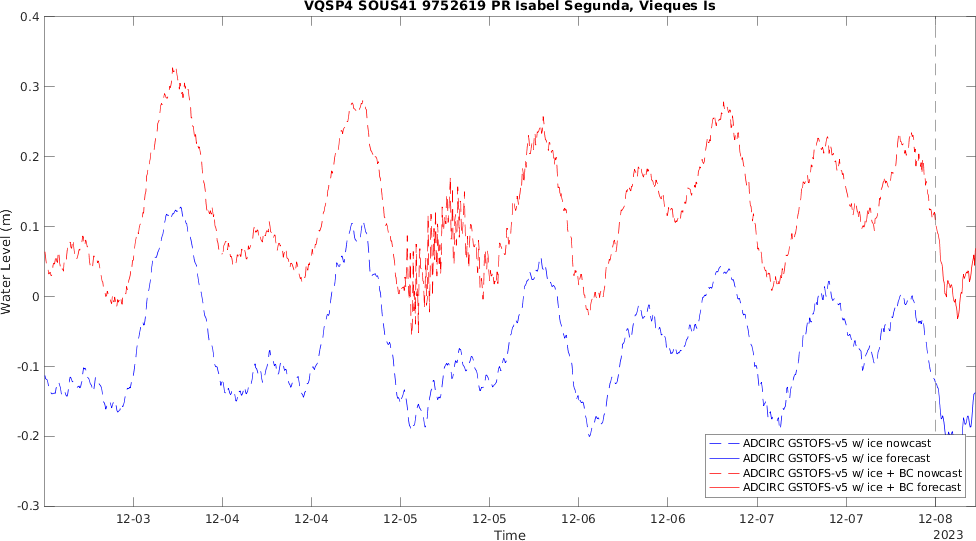 VQSP4 SOUS41 9752619 PR Isabel Segunda, Vieques Is
0.4
0.3
0.2
0.1
0
-0.1
-0.2
-0.3
Water Level (m)
12-03
12-04
12-04
12-05
12-05
12-06
12-06
12-07
12-07
12-08
2023
Time
ADCIRC GSTOFS-v5 w/ ice nowcast
ADCIRC GSTOFS-v5 w/ ice forecast
ADCIRC GSTOFS-v5 w/ ice + BC nowcast
ADCIRC GSTOFS-v5 w/ ice + BC forecast